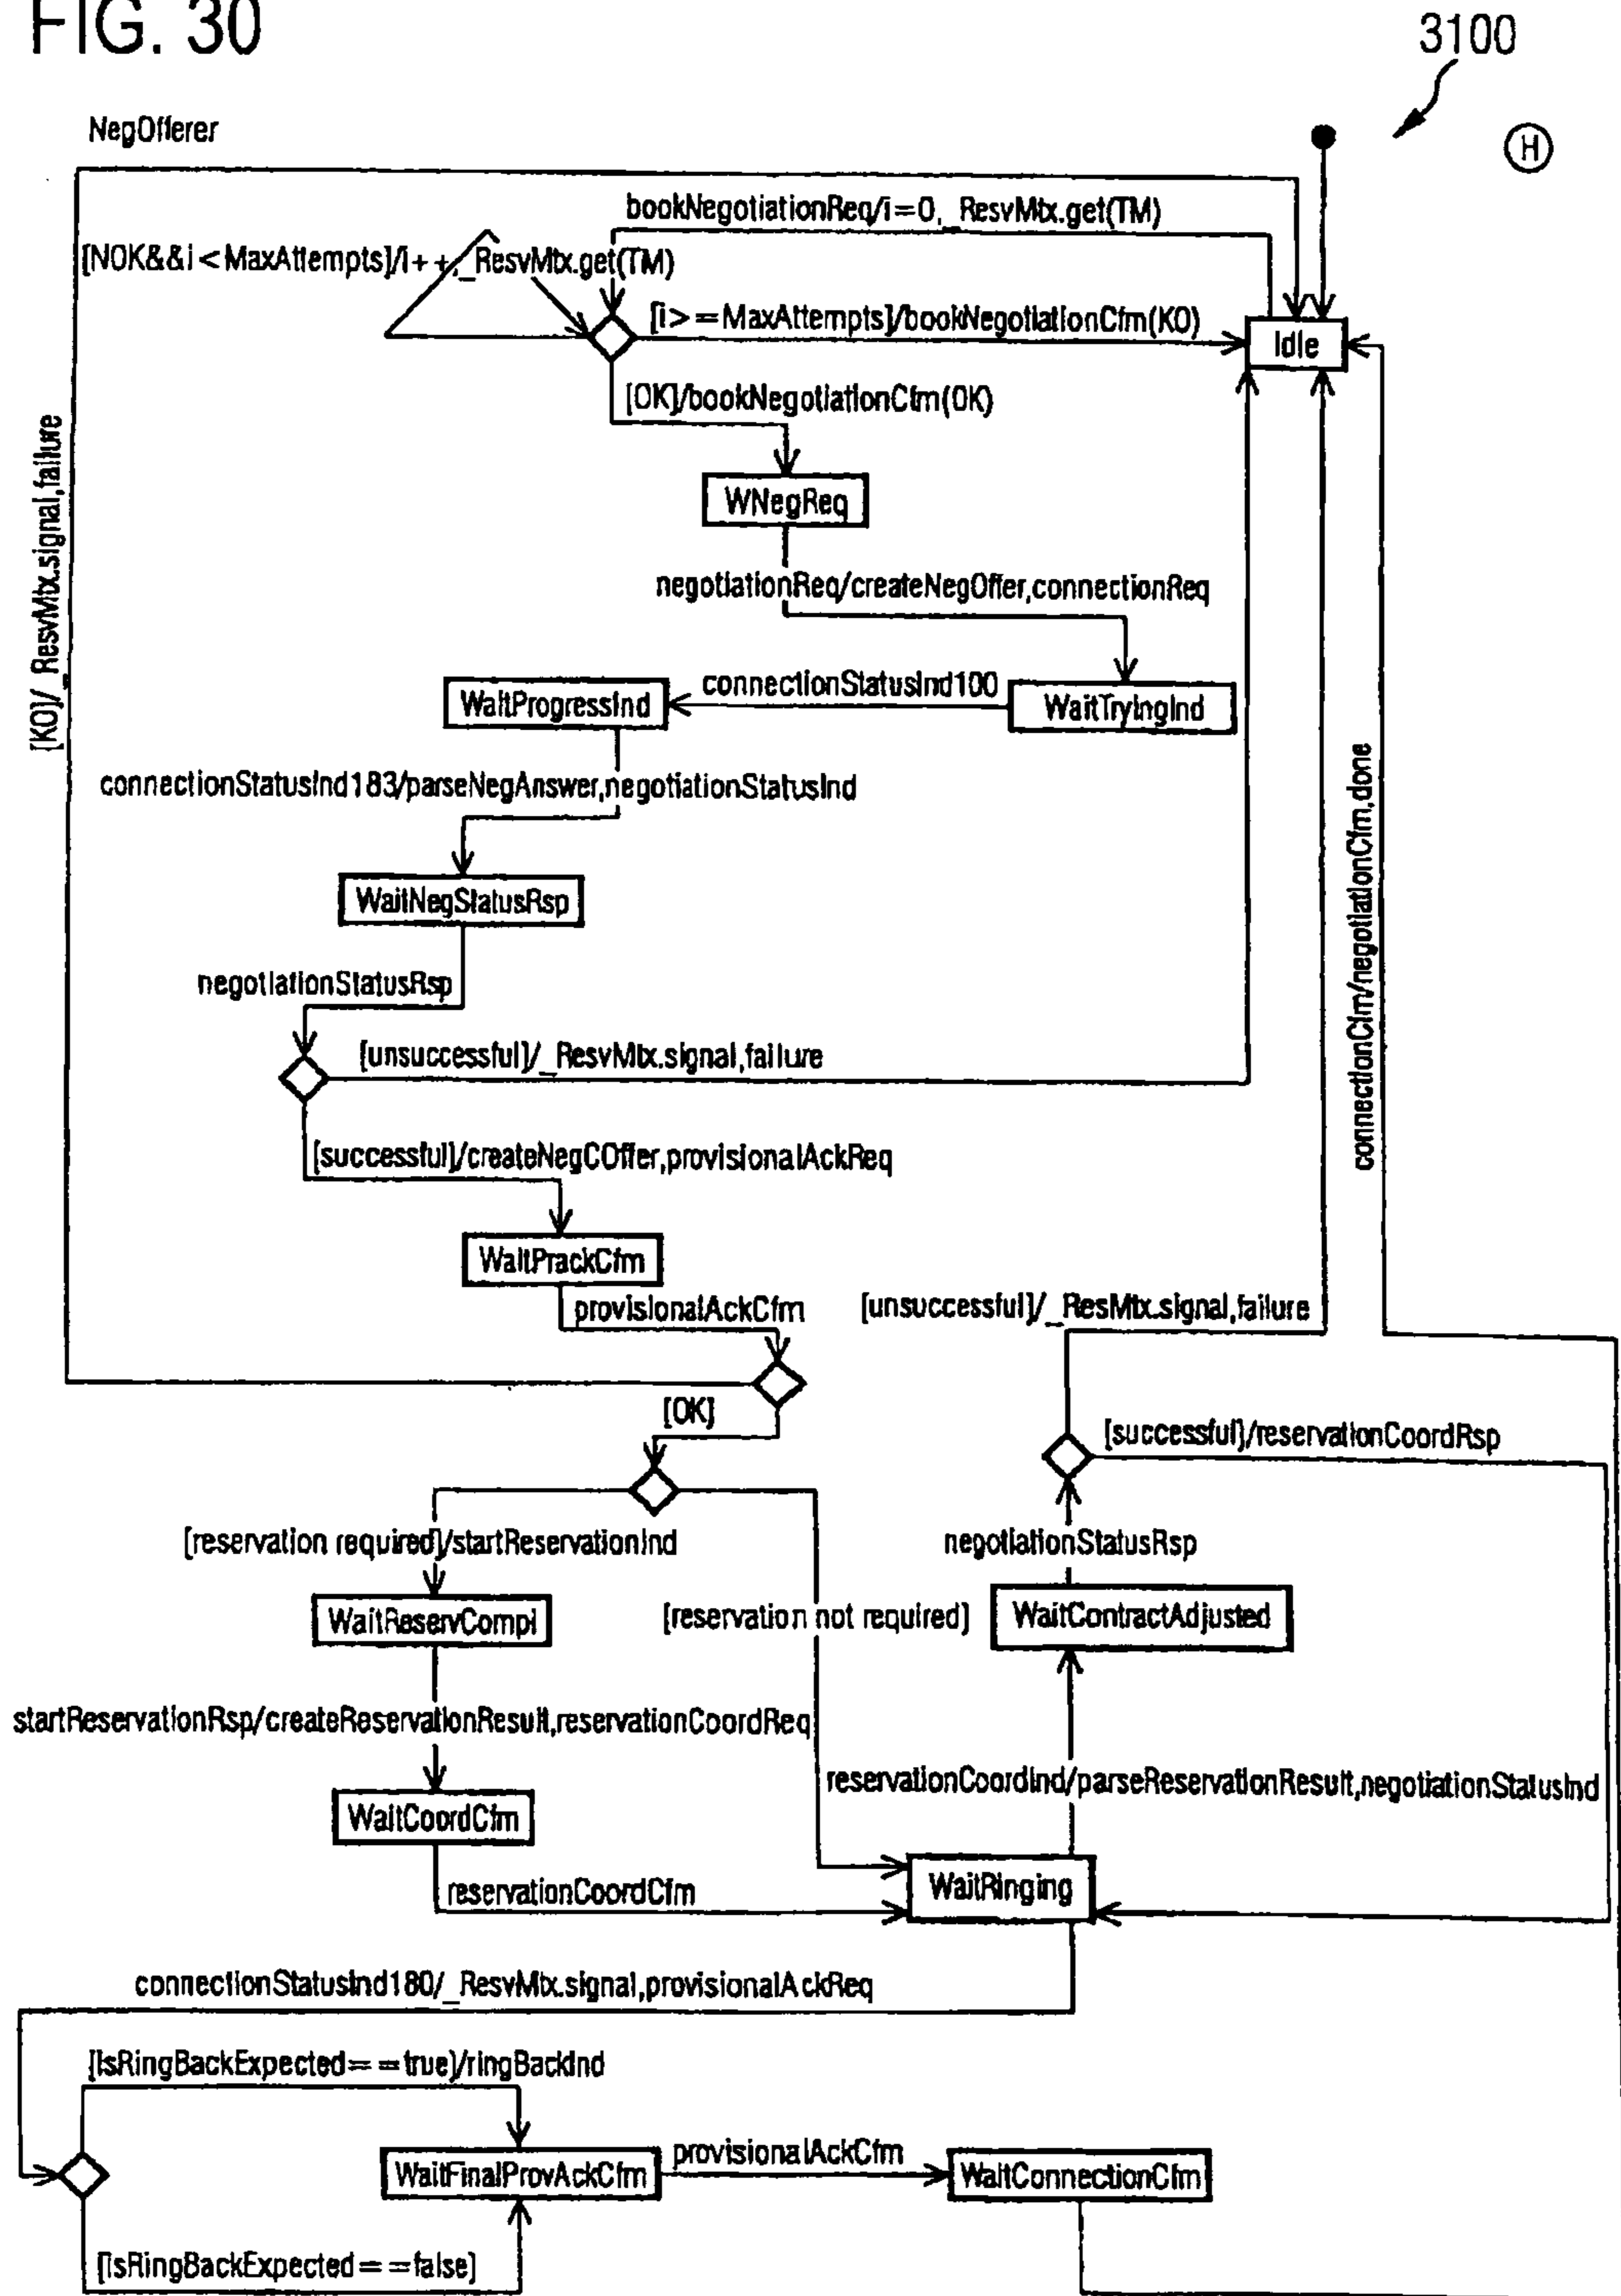 FIG. 30
3100
NegOfferer
H
bookNegotiationReq/i=0,_ResvMtx.get(TM)
[NOK&&i<MaxAttempts]/i++,_ResvMtx.get(TM)
[i>=MaxAttempts]/bookNegotiationCfm(KO)
Idle
[OK]/bookNegotiationCfm(OK)
[KO]/_ResvMtx.signal,failure
WNegReq
negotiationReq/createNegOffer,connectionReq
connectionStatusInd100
WaitProgressInd
WaitTryingInd
connectionStatusInd183/parseNegAnswer,negotiationStatusInd
connectionCfm/negotiationCfm,done
WaitNegStatusRsp
negotiationStatusRsp
[unsuccessful]/_ResvMtx.signal,failure
[successful]/createNegCOffer,provisionalAckReq
WaitPrackCfm
provisionalAckCfm
[unsuccessful]/_ResMtx.signal,failure
[OK]
[successful]/reservationCoordRsp
[reservation required]/startReservationInd
negotiationStatusRsp
WaitReservCompl
[reservation not required]
WaitContractAdjusted
startReservationRsp/createReservationResult,reservationCoordReq
reservationCoordInd/parseReservationResult,negotiationStatusInd
WaitCoordCfm
WaitRinging
reservationCoordCfm
connectionStatusInd180/_ResvMtx.signal,provisionalAckReq
[IsRingBackExpected==true]/ringBackInd
WaitFinalProvAckCfm
provisionalAckCfm
WaitConnectionCfm
[IsRingBackExpected==false]